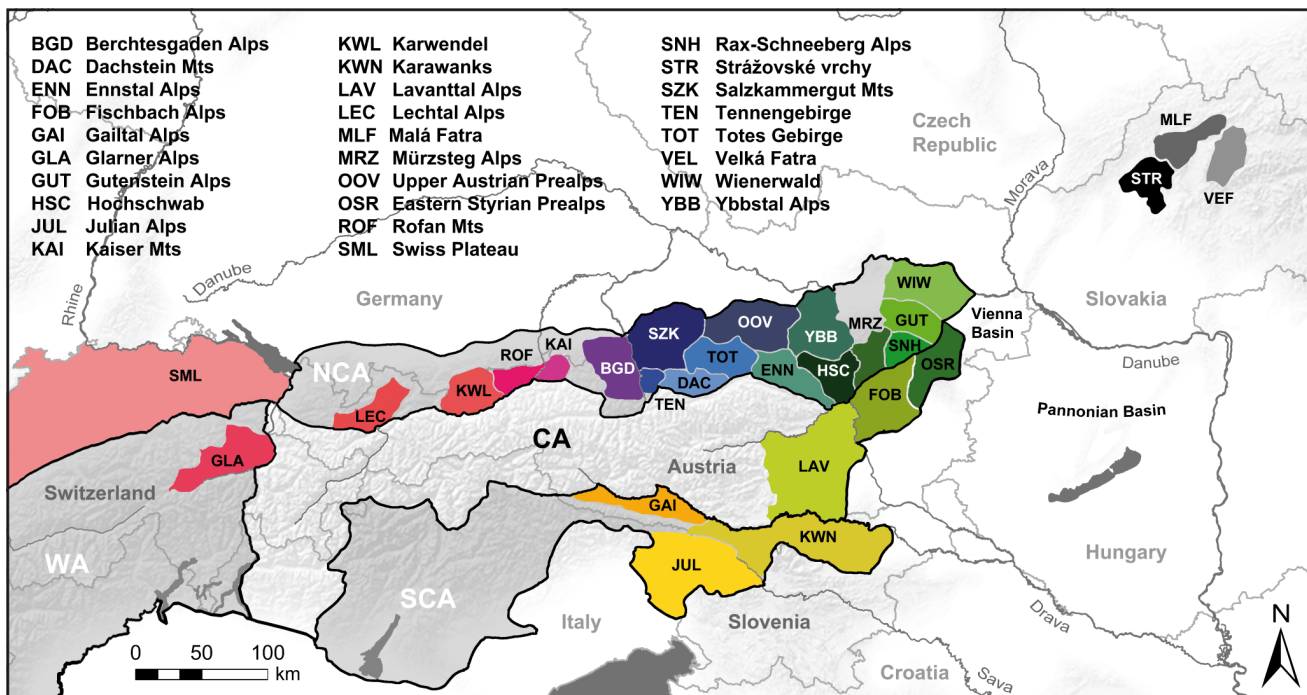 BGD Berchtesgaden Alps
DAC Dachstein Mts
ENN Ennstal Alps
FOB Fischbach Alps
GAI Gailtal Alps
GLA Glarner Alps
GUT Gutenstein Alps
HSC Hochschwab
JUL Julian Alps
KAI Kaiser Mts
KWL Karwendel
KWN Karawanks
LAV Lavanttal Alps
LEC Lechtal Alps
MLF Malá Fatra
MRZ Mürzsteg Alps
OOV Upper Austrian Prealps
OSR Eastern Styrian Prealps
ROF Rofan Mts
SML Swiss Plateau
SNH Rax-Schneeberg Alps
STR Strážovské vrchy
SZK Salzkammergut Mts
TEN Tennengebirge
TOT Totes Gebirge
VEL Velká Fatra
WIW Wienerwald
YBB Ybbstal Alps
Czech
Republic
MLF
STR
VEF
Morava
Rhine
Danube
Germany
Slovakia
WIW
Vienna
Basin
SZK
OOV
YBB
MRZ
GUT
SNH
OSR
Danube
KAI
ROF
BGD
TOT
ENN
HSC
SML
NCA
KWL
DAC
FOB
TEN
LEC
Pannonian Basin
CA
GLA
Austria
LAV
Switzerland
GAI
KWN
WA
JUL
Hungary
SCA
Italy
Slovenia
Drava
N
0 50 100
km
Croatia
Sava